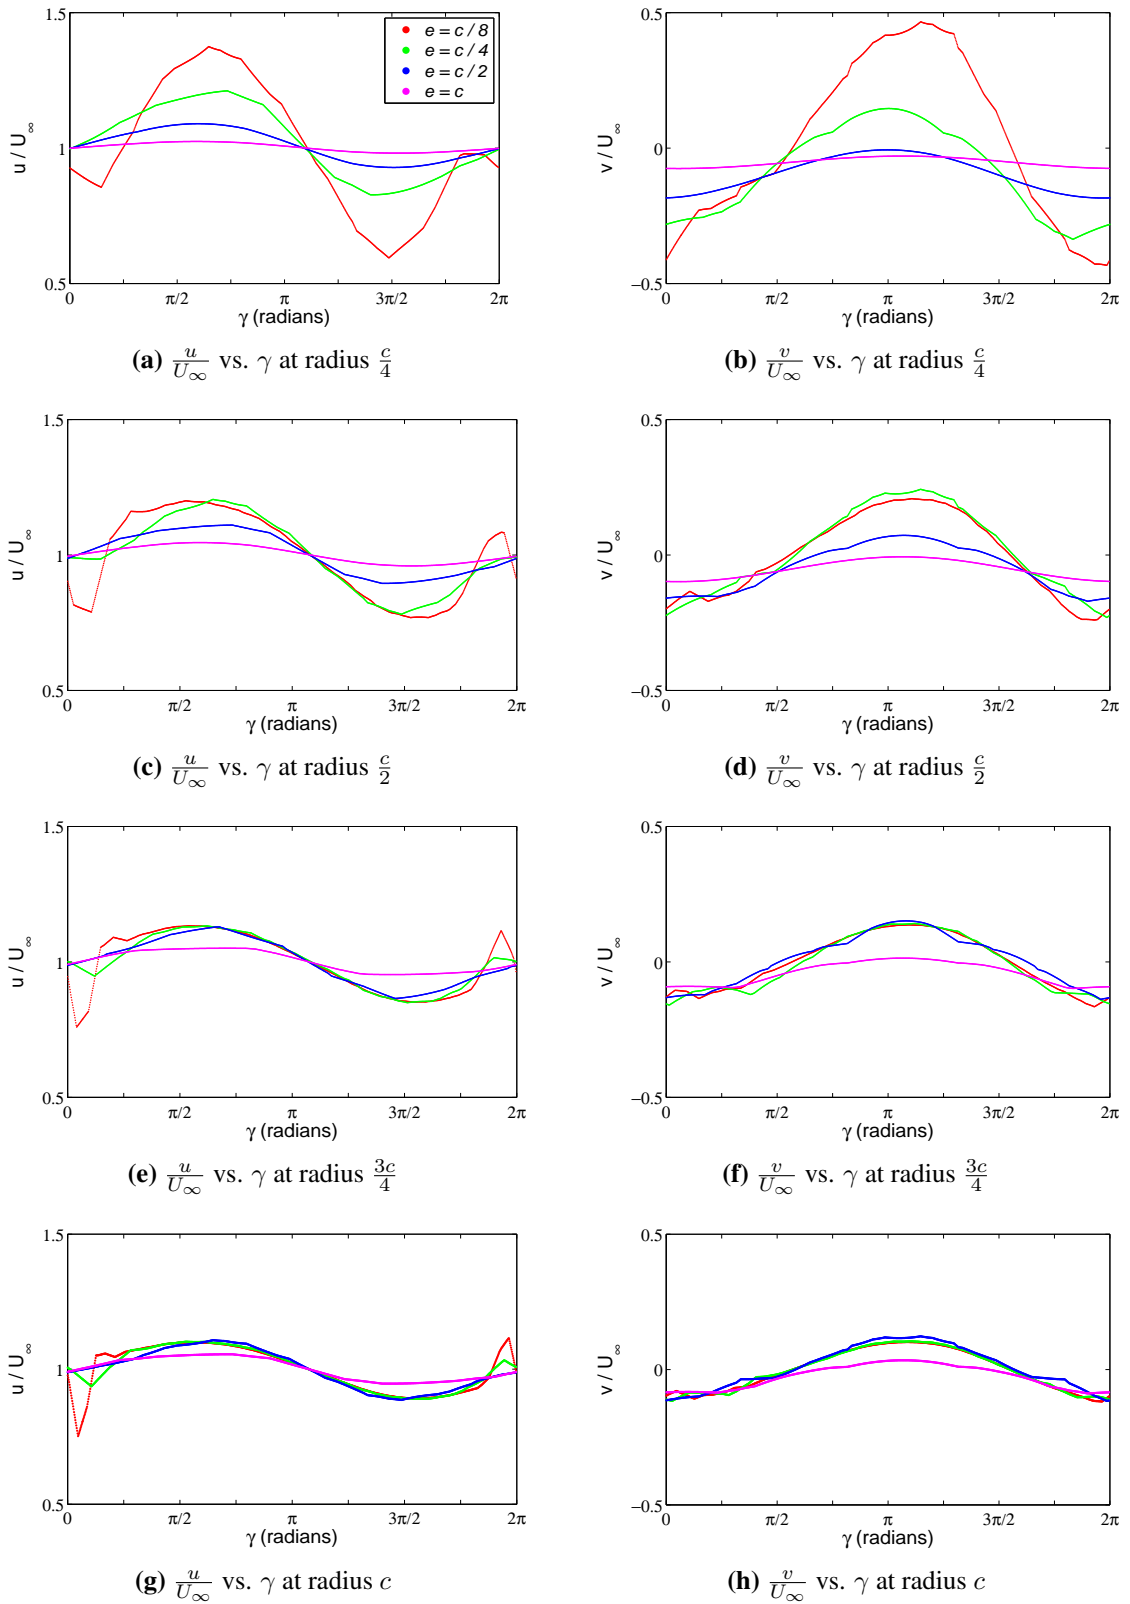 1.5
1
0.5
u / U∞
e = c / 8
e = c / 4
e = c / 2
e = c
0 π/2 π 3π/2 2π
γ (radians)
(a) u/U∞ vs. γ at radius c/4
0.5
0
−0.5
v / U∞
0 π/2 π 3π/2 2π
γ (radians)
(b) v/U∞ vs. γ at radius c/4
1.5
1
0.5
u / U∞
0 π/2 π 3π/2 2π
γ (radians)
(c) u/U∞ vs. γ at radius c/2
0.5
0
−0.5
v / U∞
0 π/2 π 3π/2 2π
γ (radians)
(d) v/U∞ vs. γ at radius c/2
1.5
1
0.5
u / U∞
0 π/2 π 3π/2 2π
γ (radians)
(e) u/U∞ vs. γ at radius 3c/4
0.5
0
−0.5
v / U∞
0 π/2 π 3π/2 2π
γ (radians)
(f) v/U∞ vs. γ at radius 3c/4
1.5
1
0.5
u / U∞
0 π/2 π 3π/2 2π
γ (radians)
(g) u/U∞ vs. γ at radius c
0.5
0
−0.5
v / U∞
0 π/2 π 3π/2 2π
γ (radians)
(h) v/U∞ vs. γ at radius c